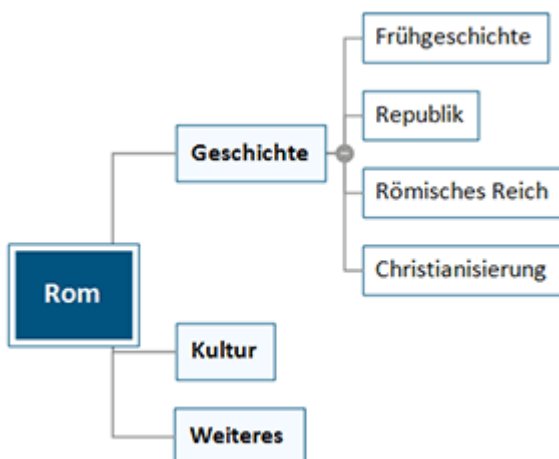 Rom
Geschichte
Frühgeschichte
Republik
Römisches Reich
Christianisierung
Kultur
Weiteres